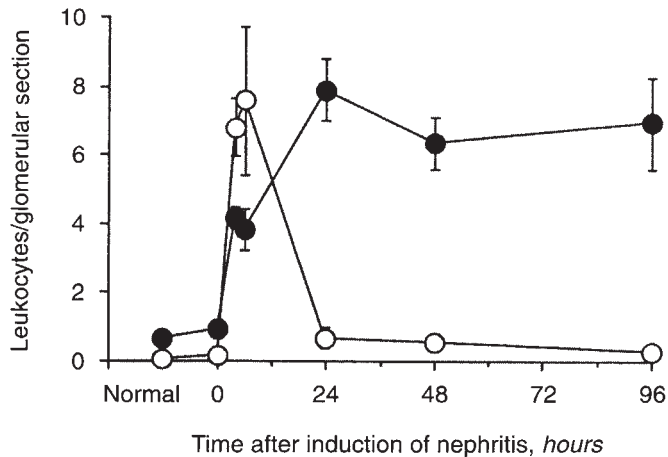 Leukocytes/glomerular section
10
8
6
4
2
0
Normal 0 24 48 72 96
Time after induction of nephritis, hours